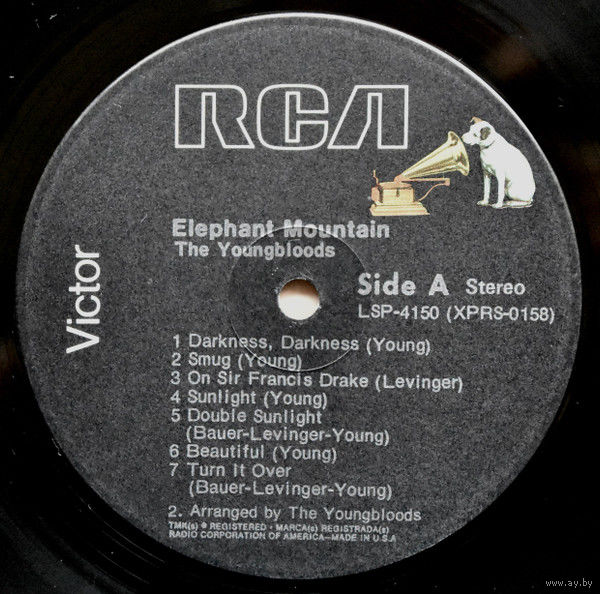 RCA
Elephant Mountain
The Youngbloods
Victor
Side A Stereo
LSP-4150 (XPRS-0158)
1 Darkness, Darkness (Young)
2 Smug (Young)
3 On Sir Francis Drake (Levinger)
4 Sunlight (Young)
5 Double Sunlight
(Bauer-Levinger-Young)
6 Beautiful (Young)
7 Turn It Over
(Bauer-Levinger-Young)
2. Arranged by The Youngbloods
TMK(s) ® REGISTERED • MARCA(s) REGISTRADA(s)
RADIO CORPORATION OF AMERICA—MADE IN U.S.A
www.ay.by